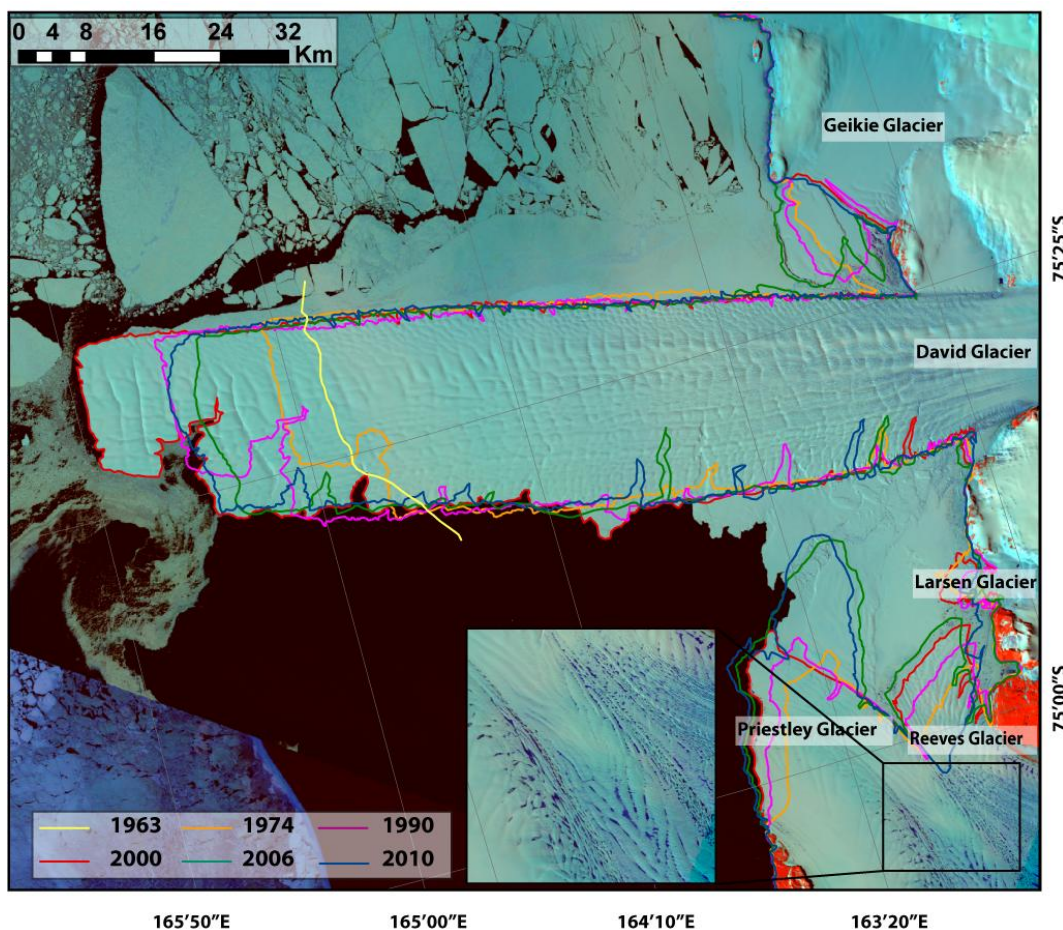 0 4 8 16 24 32
Km
Geikie Glacier
75'25"S
David Glacier
Larsen Glacier
75'00"S
Priestley Glacier
Reeves Glacier
1963 1974 1990
2000 2006 2010
165'50"E 165'00"E 164'10"E 163'20"E